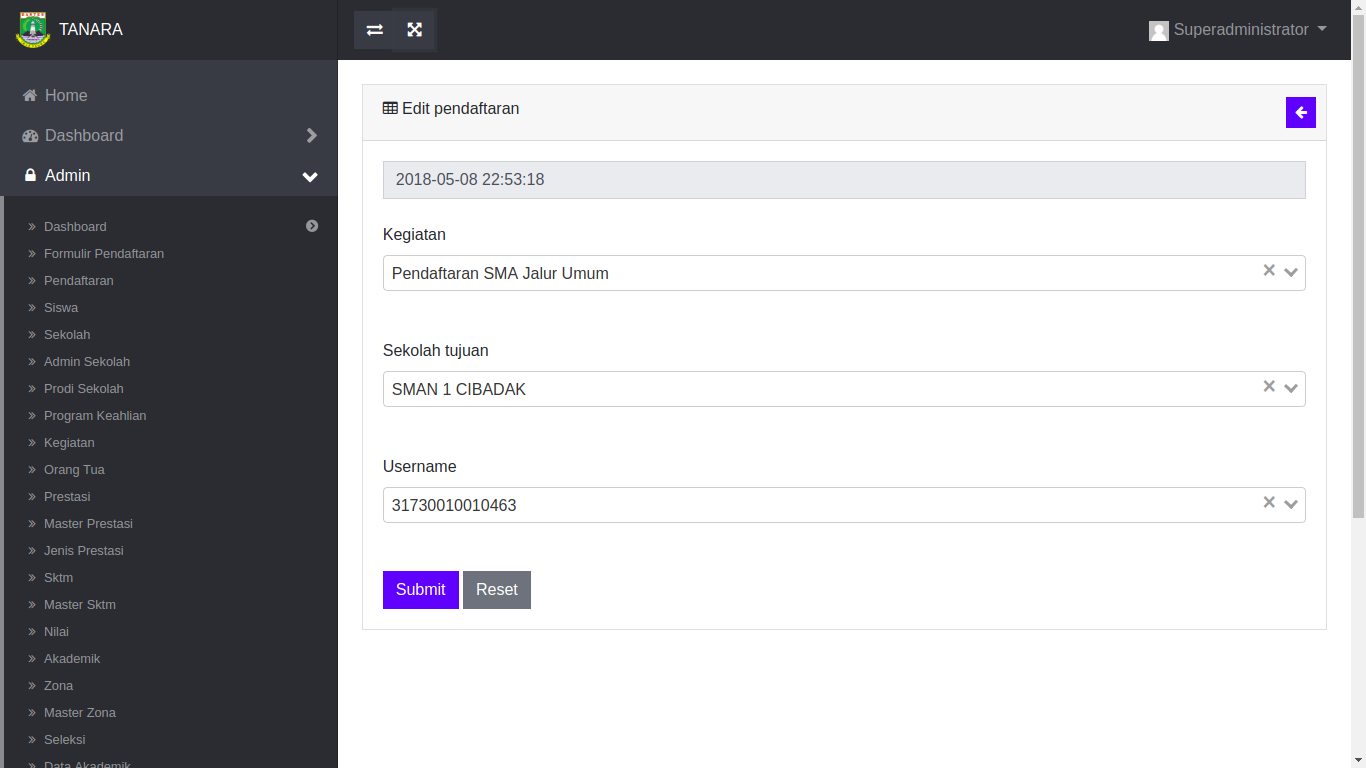 TANARA
Superadministrator
Home
Dashboard
Admin
Dashboard
Formulir Pendaftaran
Pendaftaran
Siswa
Sekolah
Admin Sekolah
Prodi Sekolah
Program Keahlian
Kegiatan
Orang Tua
Prestasi
Master Prestasi
Jenis Prestasi
Sktm
Master Sktm
Nilai
Akademik
Zona
Master Zona
Seleksi
Data Akademik
Edit pendaftaran
2018-05-08 22:53:18
Kegiatan
Pendaftaran SMA Jalur Umum
Sekolah tujuan
SMAN 1 CIBADAK
Username
31730010010463
Submit Reset